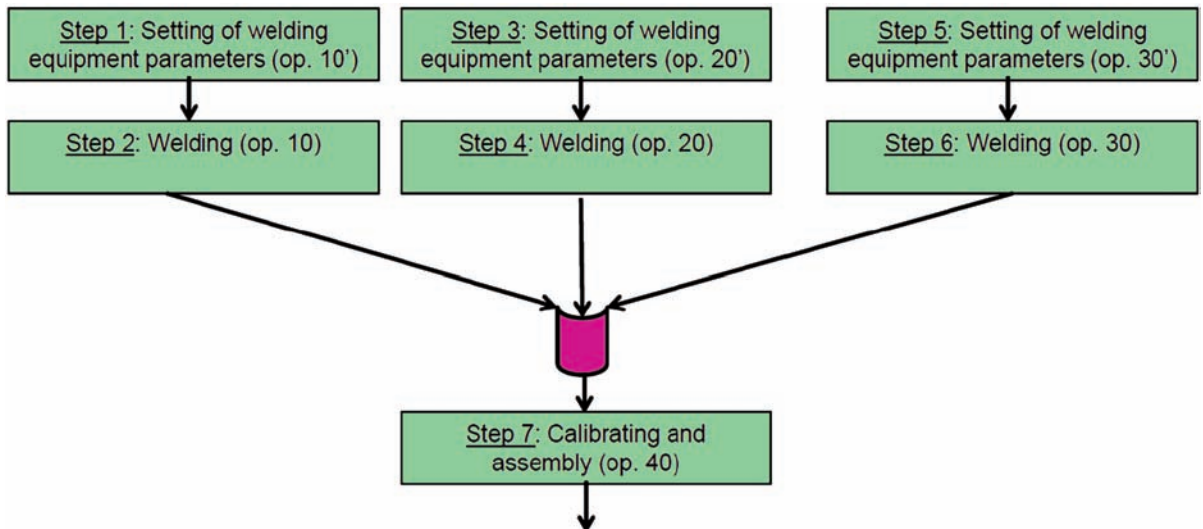 Step 1: Setting of welding
equipment parameters (op. 10’)
Step 3: Setting of welding
equipment parameters (op. 20’)
Step 5: Setting of welding
equipment parameters (op. 30’)
Step 2: Welding (op. 10)
Step 4: Welding (op. 20)
Step 6: Welding (op. 30)
Step 7: Calibrating and
assembly (op. 40)